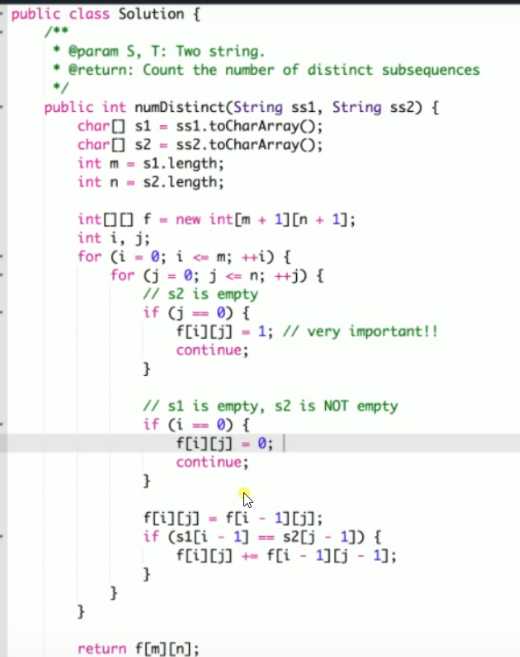 public class Solution {
    /**
     * @param S, T: Two string.
     * @return: Count the number of distinct subsequences
     */
    public int numDistinct(String ss1, String ss2) {
        char[] s1 = ss1.toCharArray();
        char[] s2 = ss2.toCharArray();
        int m = s1.length;
        int n = s2.length;

        int[][] f = new int[m + 1][n + 1];
        int i, j;
        for (i = 0; i <= m; ++i) {
            for (j = 0; j <= n; ++j) {
                // s2 is empty
                if (j == 0) {
                    f[i][j] = 1; // very important!!
                    continue;
                }

                // s1 is empty, s2 is NOT empty
                if (i == 0) {
                    f[i][j] = 0;
                    continue;
                }

                f[i][j] = f[i - 1][j];
                if (s1[i - 1] == s2[j - 1]) {
                    f[i][j] += f[i - 1][j - 1];
                }
            }
        }

        return f[m][n];